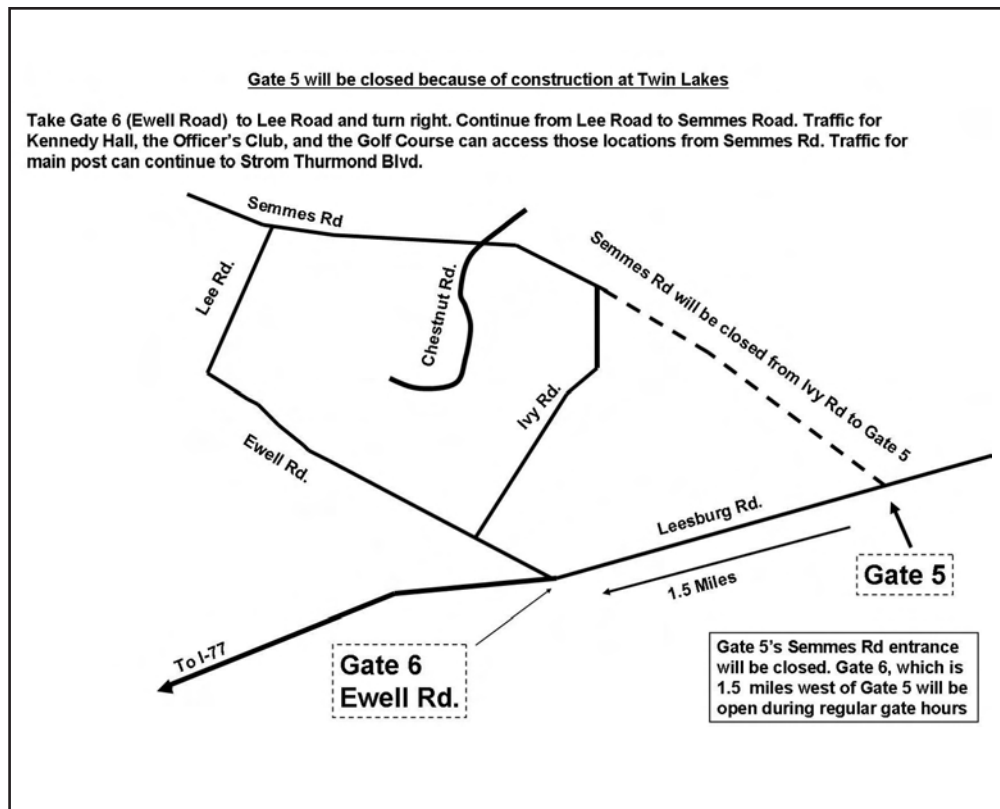 Gate 5 will be closed because of construction at Twin Lakes
Take Gate 6 (Ewell Road) to Lee Road and turn right. Continue from Lee Road to Semmes Road. Traffic for
Kennedy Hall, the Officer's Club, and the Golf Course can access those locations from Semmes Rd. Traffic for
main post can continue to Strom Thurmond Blvd.
Semmes Rd
Lee Rd.
Chestnut Rd.
Semmes Rd will be closed from Ivy Rd to Gate 5
Ivy Rd.
Ewell Rd.
Leesburg Rd.
1.5 Miles
Gate 5
To I-77
Gate 6
Ewell Rd.
Gate 5's Semmes Rd entrance
will be closed. Gate 6, which is
1.5 miles west of Gate 5 will be
open during regular gate hours